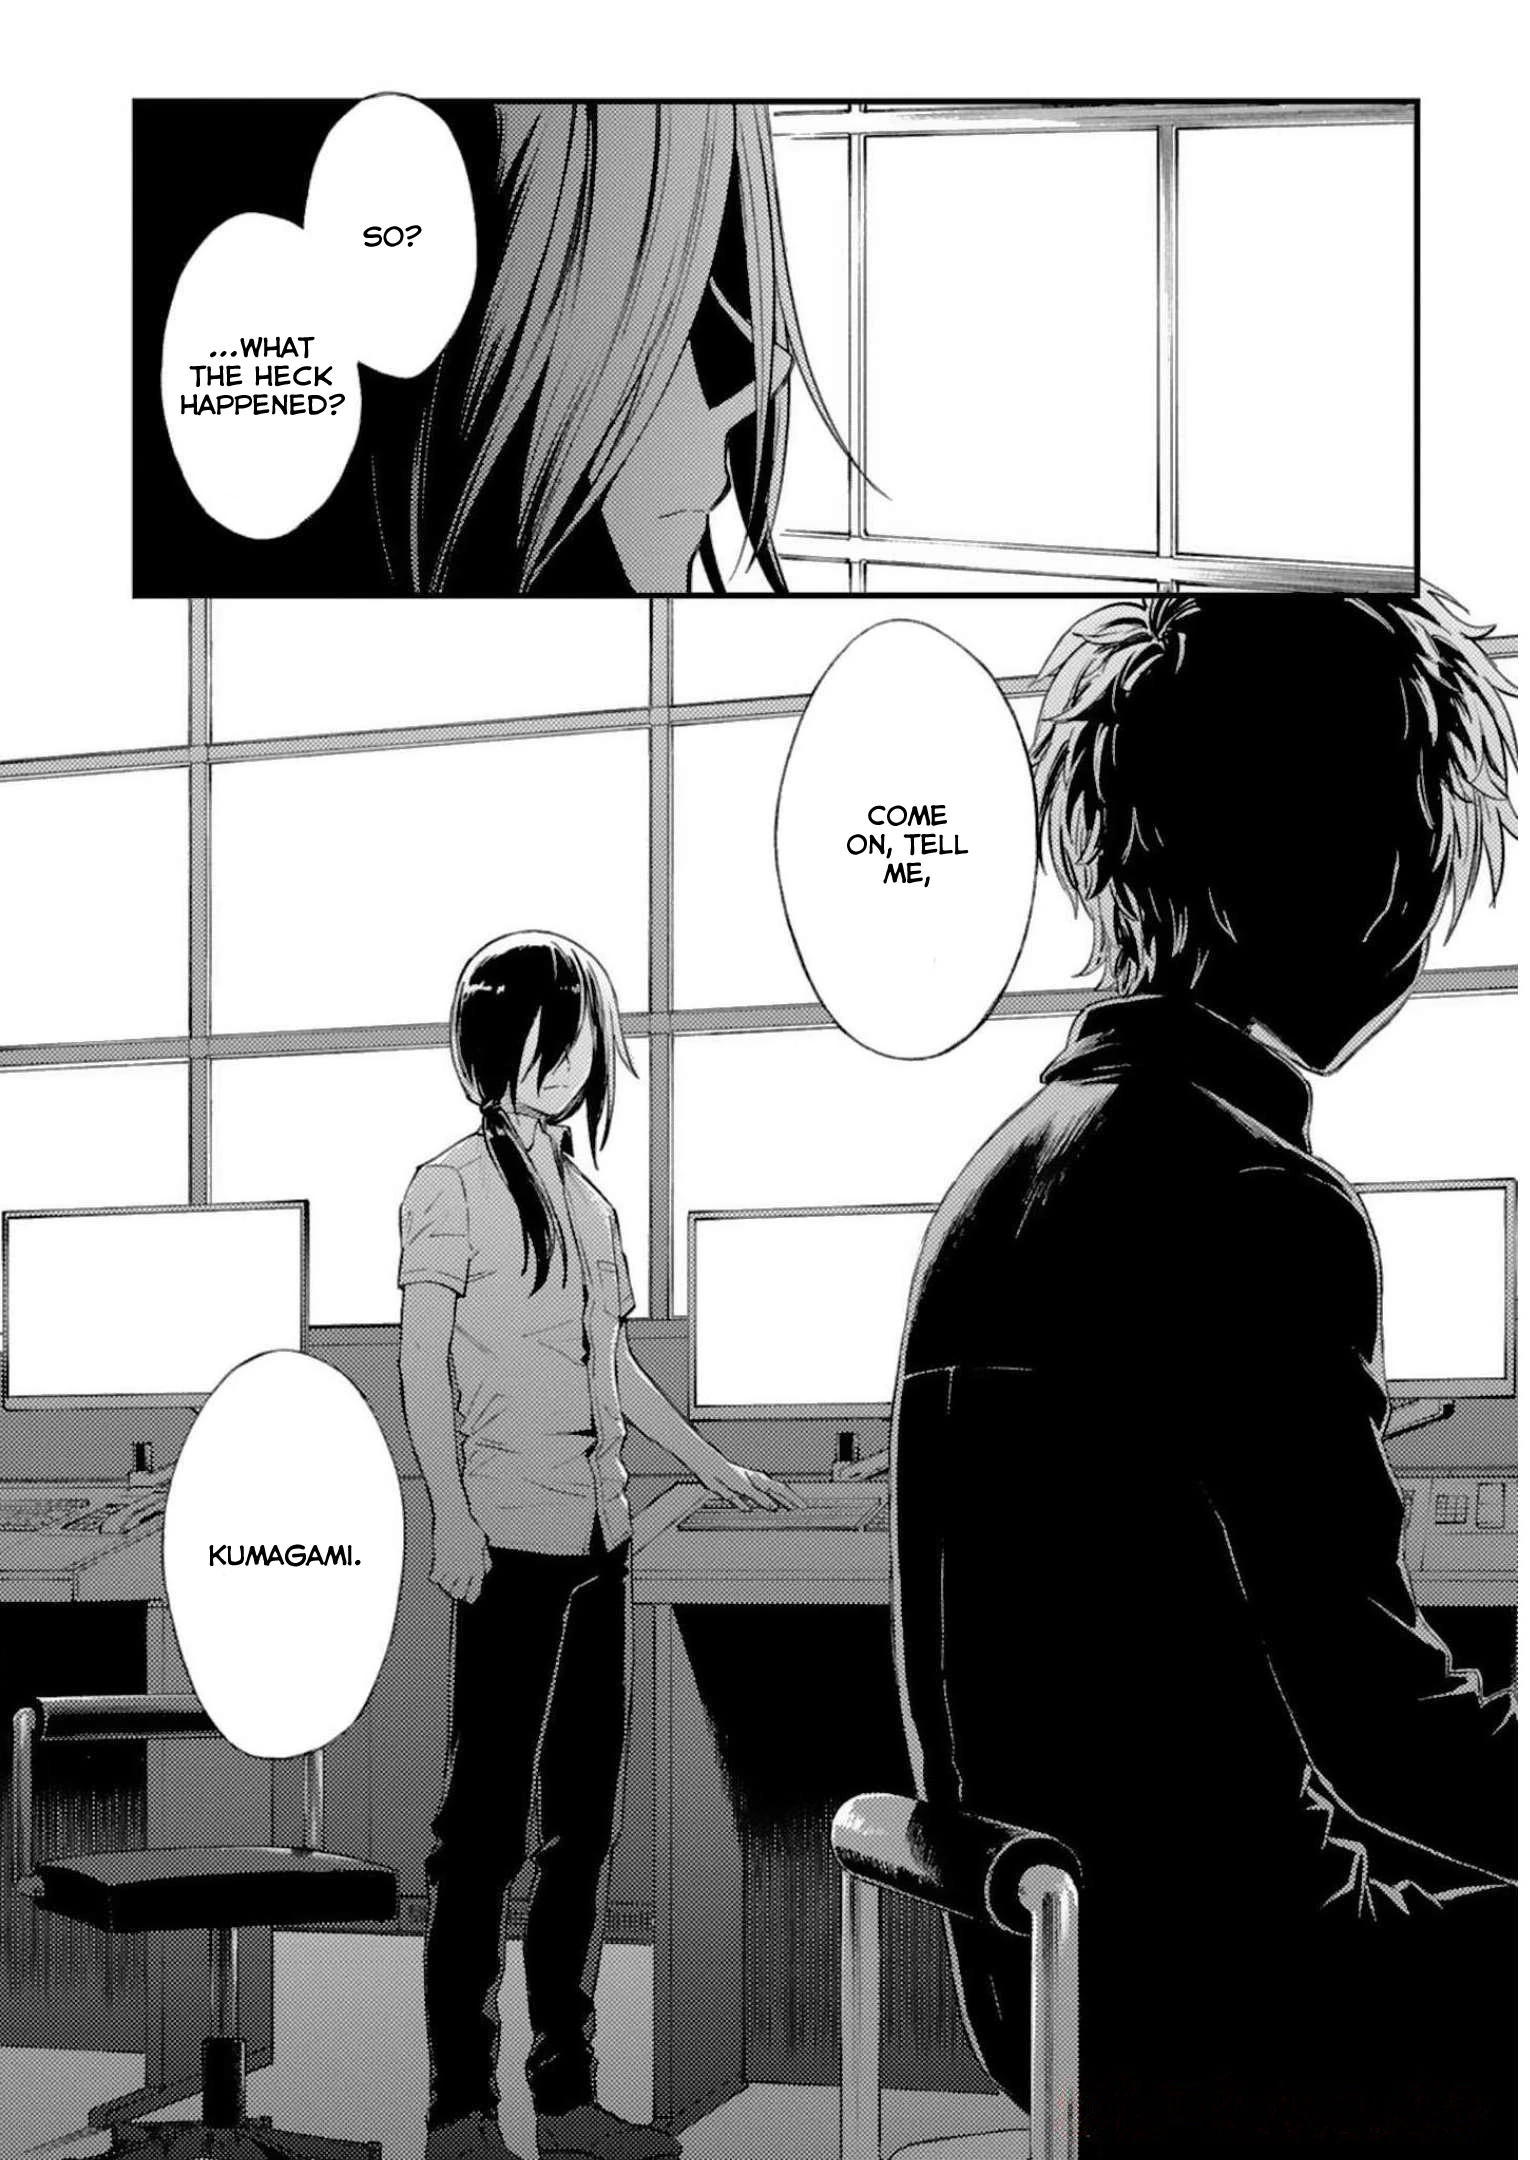 SO?
...WHAT
THE HECK
HAPPENED?
COME
ON, TELL
ME,
KUMAGAMI.